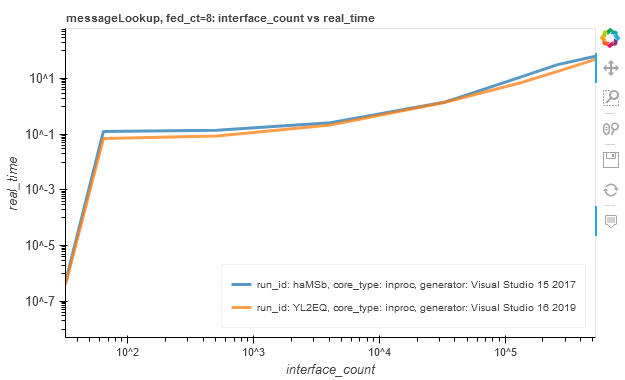 messageLookup, fed_ct=8: interface_count vs real_time
10^1
10^-1
10^-3
10^-5
10^-7
real_time
run_id: haMSb, core_type: inproc, generator: Visual Studio 15 2017
run_id: YL2EQ, core_type: inproc, generator: Visual Studio 16 2019
10^2
10^3
10^4
10^5
interface_count